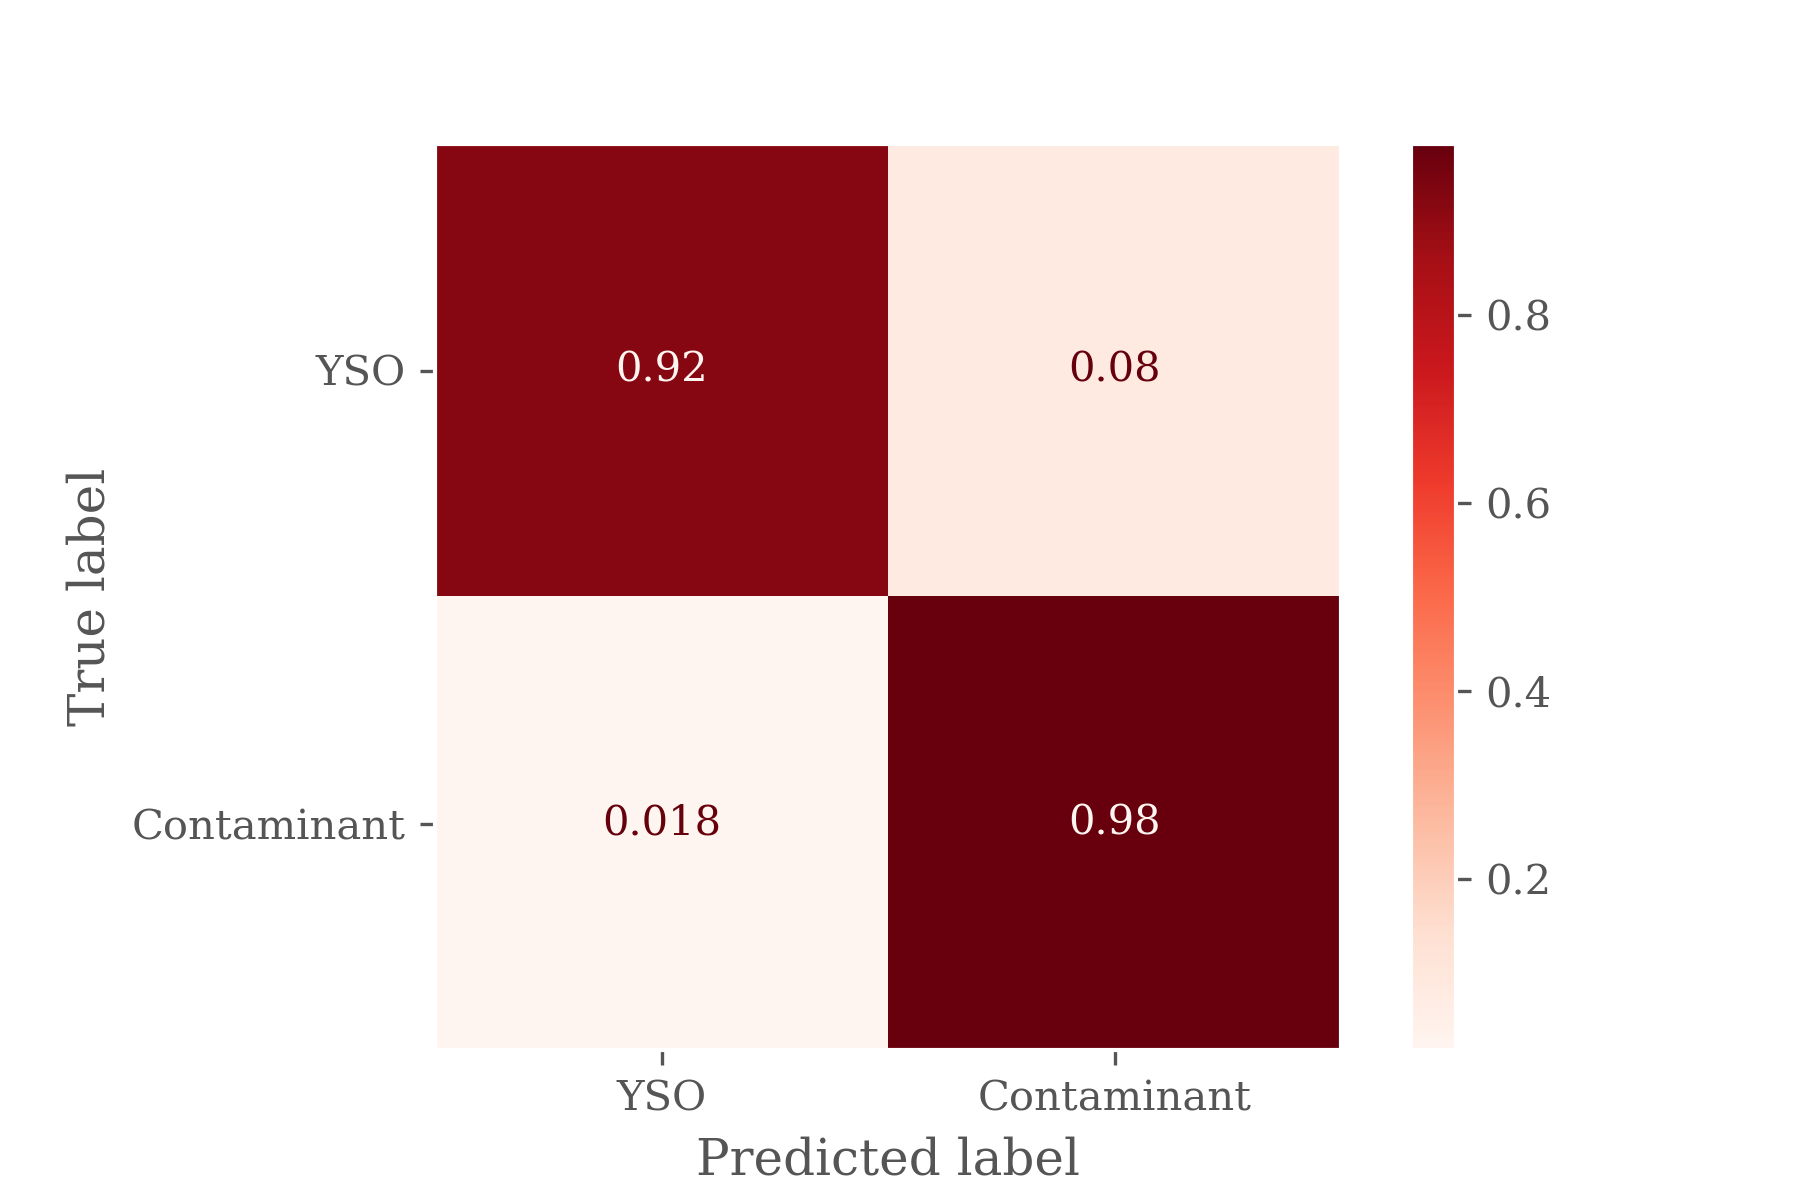 True label
YSO
Contaminant
0.92
0.08
0.018
0.98
YSO
Contaminant
Predicted label
0.8
0.6
0.4
0.2